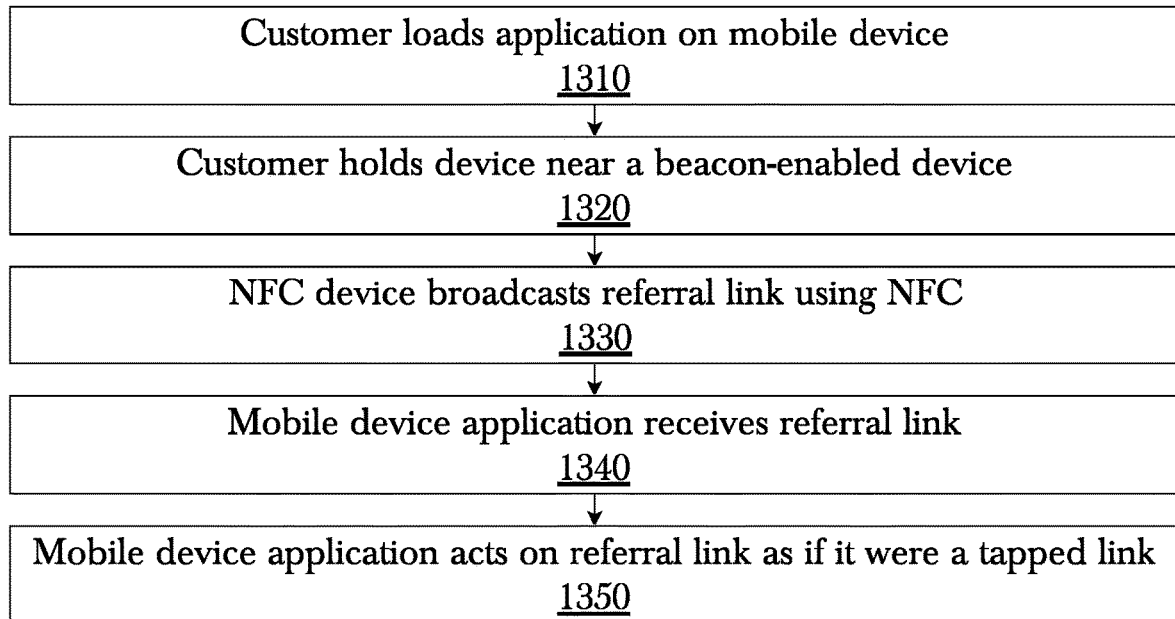 Customer loads application on mobile device
1310
Customer holds device near a beacon-enabled device
1320
NFC device broadcasts referral link using NFC
1330
Mobile device application receives referral link
1340
Mobile device application acts on referral link as if it were a tapped link
1350